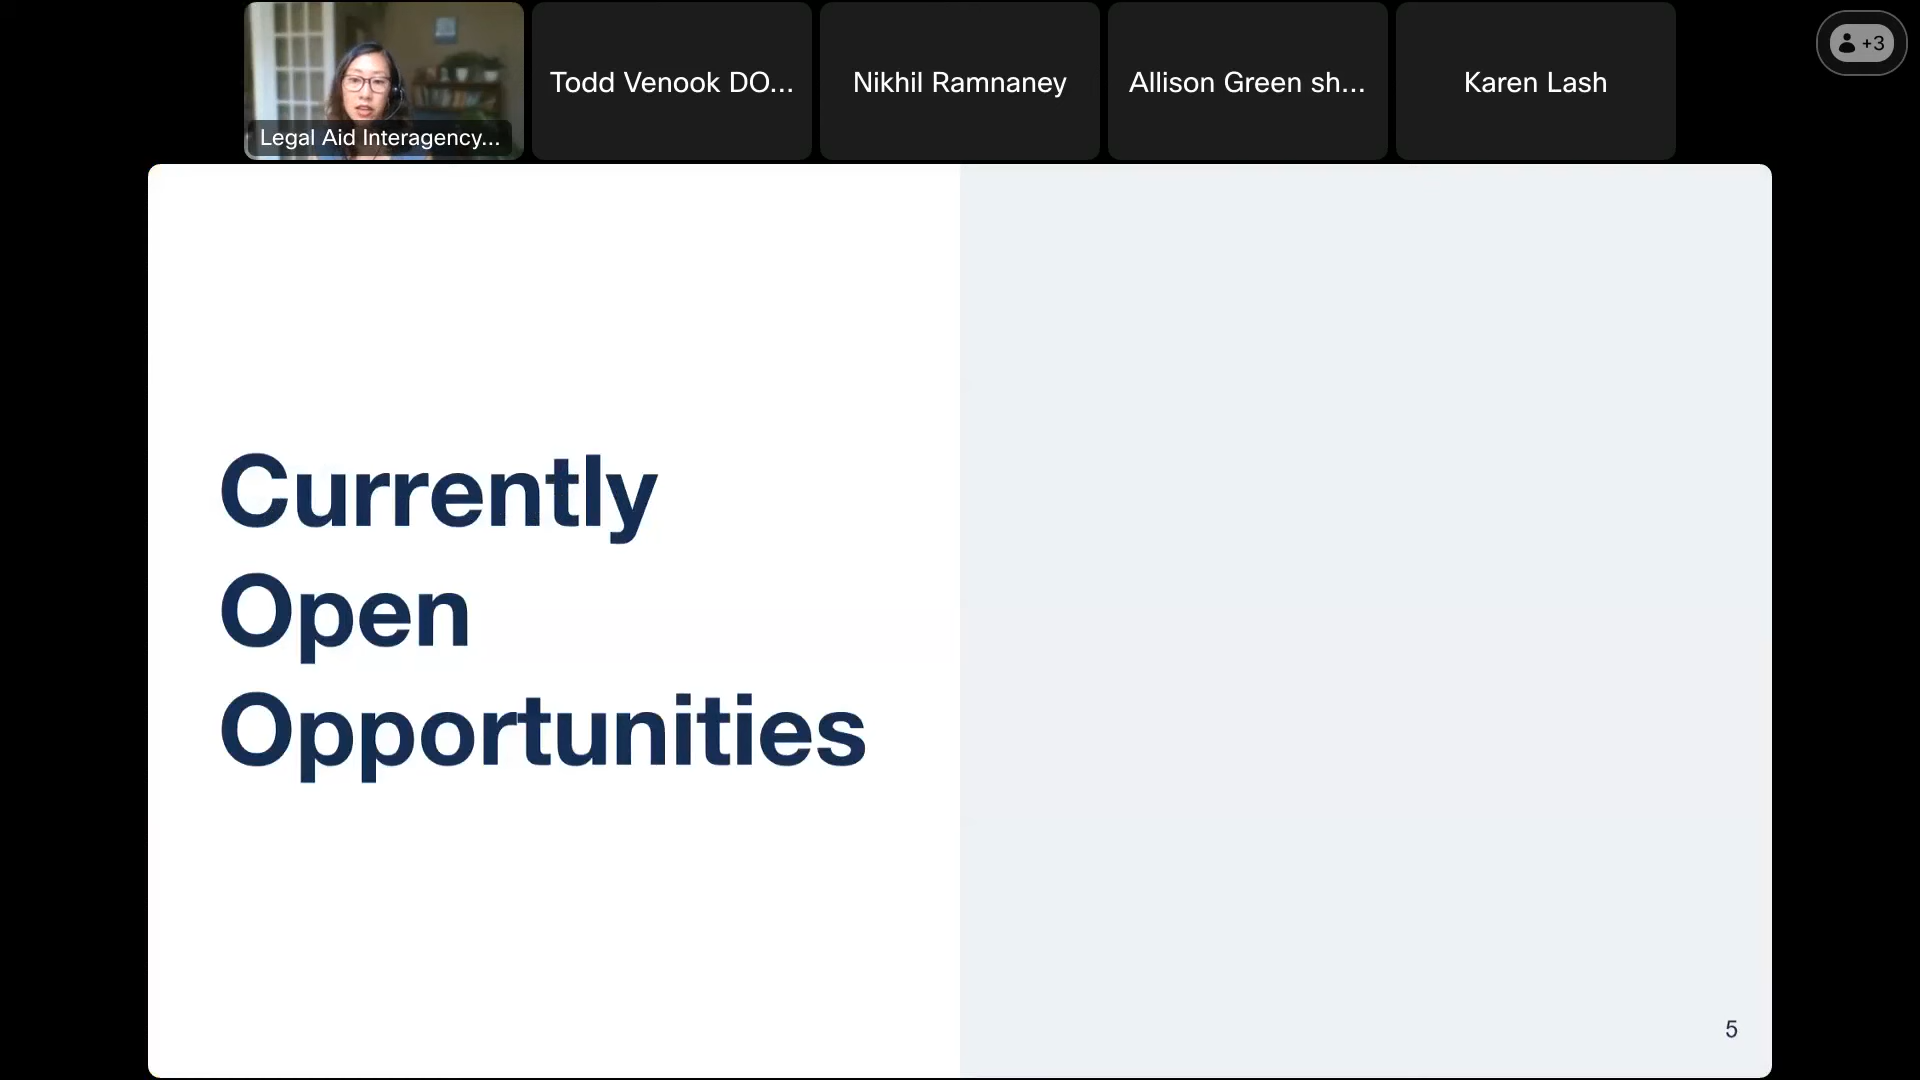 Legal Aid Interagency...
Todd Venook DO...
Nikhil Ramnaney
Allison Green sh...
Karen Lash
+3
Currently
Open
Opportunities
5